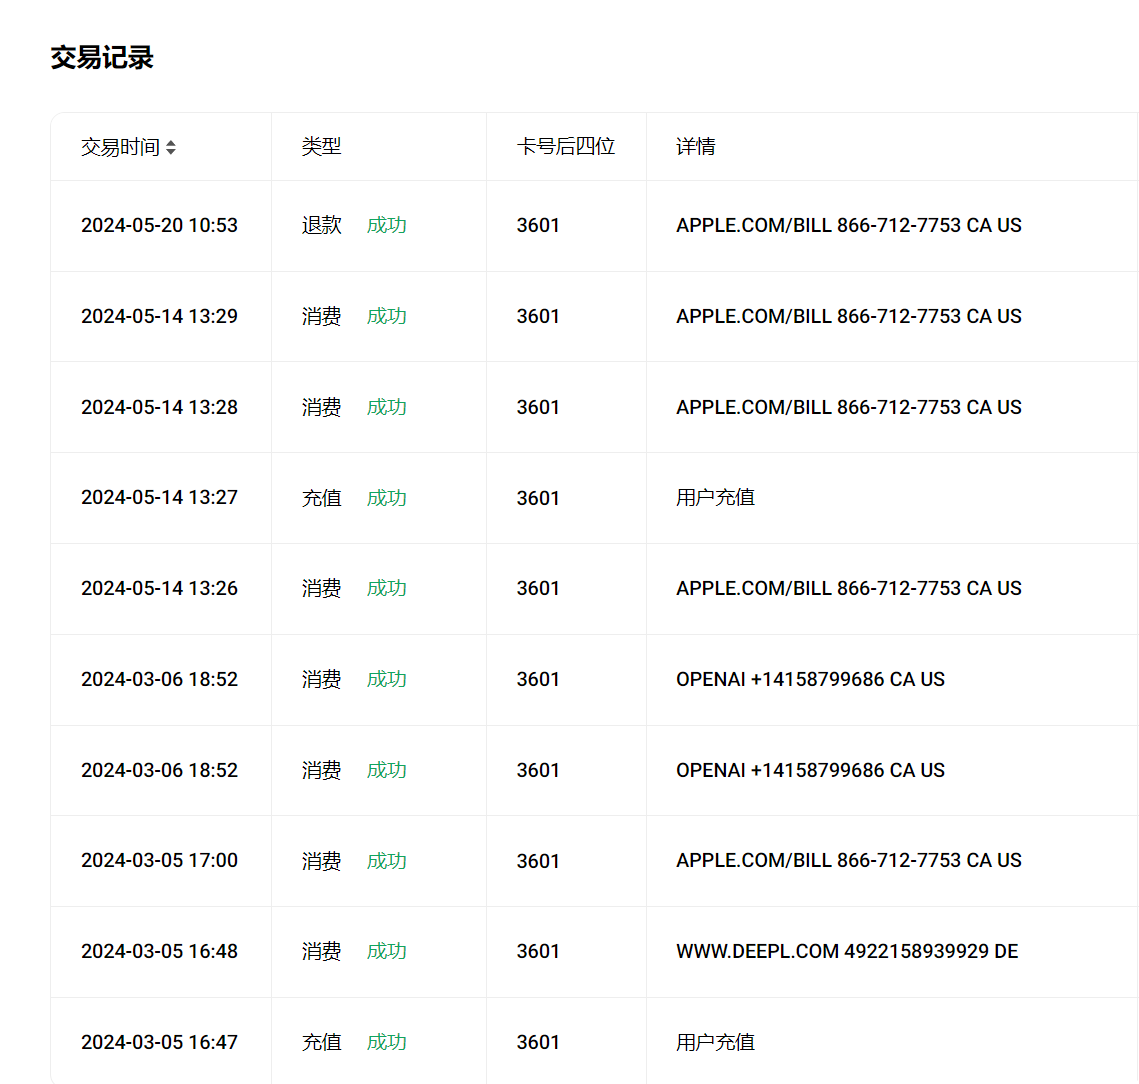 交易记录
交易时间 类型 卡号后四位 详情
2024-05-20 10:53 退款 成功 3601 APPLE.COM/BILL 866-712-7753 CA US
2024-05-14 13:29 消费 成功 3601 APPLE.COM/BILL 866-712-7753 CA US
2024-05-14 13:28 消费 成功 3601 APPLE.COM/BILL 866-712-7753 CA US
2024-05-14 13:27 充值 成功 3601 用户充值
2024-05-14 13:26 消费 成功 3601 APPLE.COM/BILL 866-712-7753 CA US
2024-03-06 18:52 消费 成功 3601 OPENAI +14158799686 CA US
2024-03-06 18:52 消费 成功 3601 OPENAI +14158799686 CA US
2024-03-05 17:00 消费 成功 3601 APPLE.COM/BILL 866-712-7753 CA US
2024-03-05 16:48 消费 成功 3601 WWW.DEEPL.COM 4922158939929 DE
2024-03-05 16:47 充值 成功 3601 用户充值